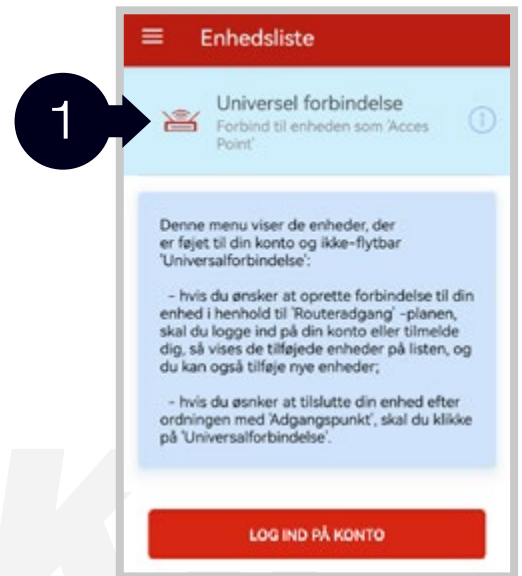 Enhedsliste
1
Universel forbindelse
Forbind til enheden som 'Acces
Point'
Denne menu viser de enheder, der
er føjet til din konto og ikke-flytbar
'Universalforbindelse':
- hvis du ønsker at oprette forbindelse til din
enhed i henhold til 'Routeradgang' -planen,
skal du logge ind på din konto eller tilmelde
dig, så vises de tilføjede enheder på listen, og
du kan også tilføje nye enheder;
- hvis du øsnker at tilslutte din enhed efter
ordningen med 'Adgangspunkt', skal du klikke
på 'Universalforbindelse'.
LOG IND PÅ KONTO